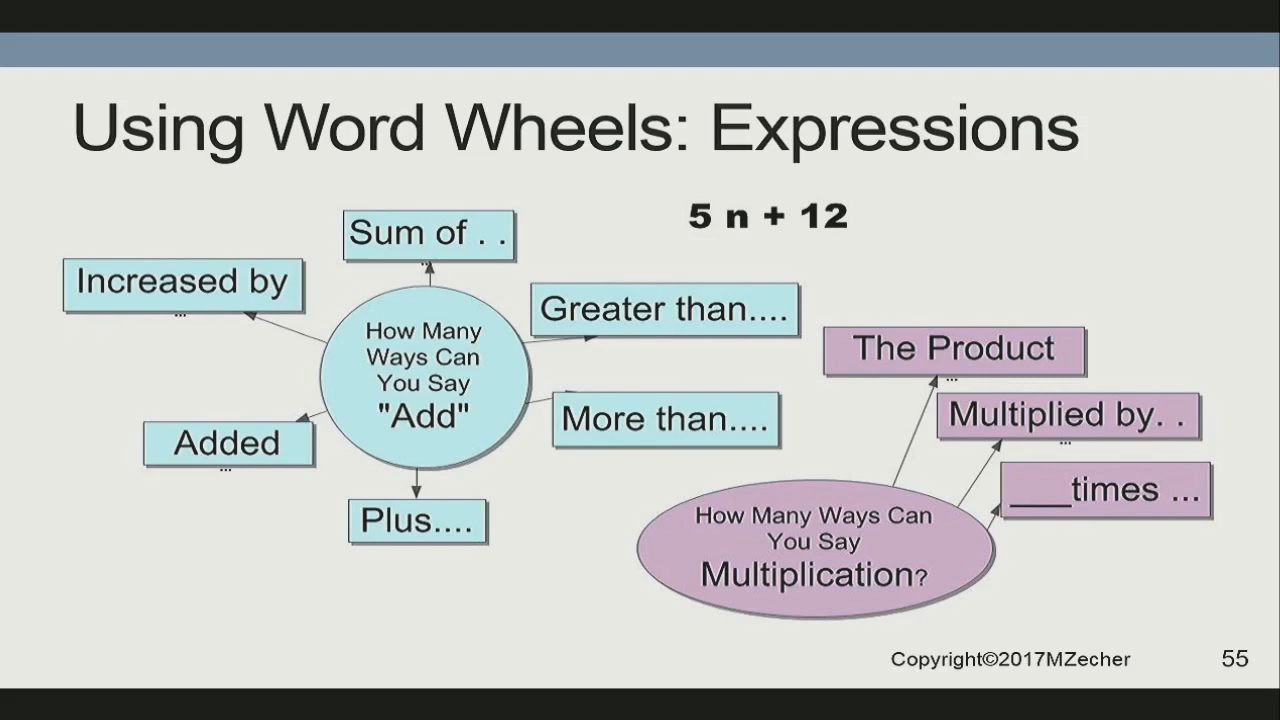 Using Word Wheels: Expressions
5 n + 12
Sum of . .
...
Increased by
...
Greater than....
How Many
Ways Can
You Say
"Add"
More than....
Added
...
Plus....
The Product
...
Multiplied by. .
...
____times ...
How Many Ways Can
You Say
Multiplication?
Copyright©2017MZecher
55